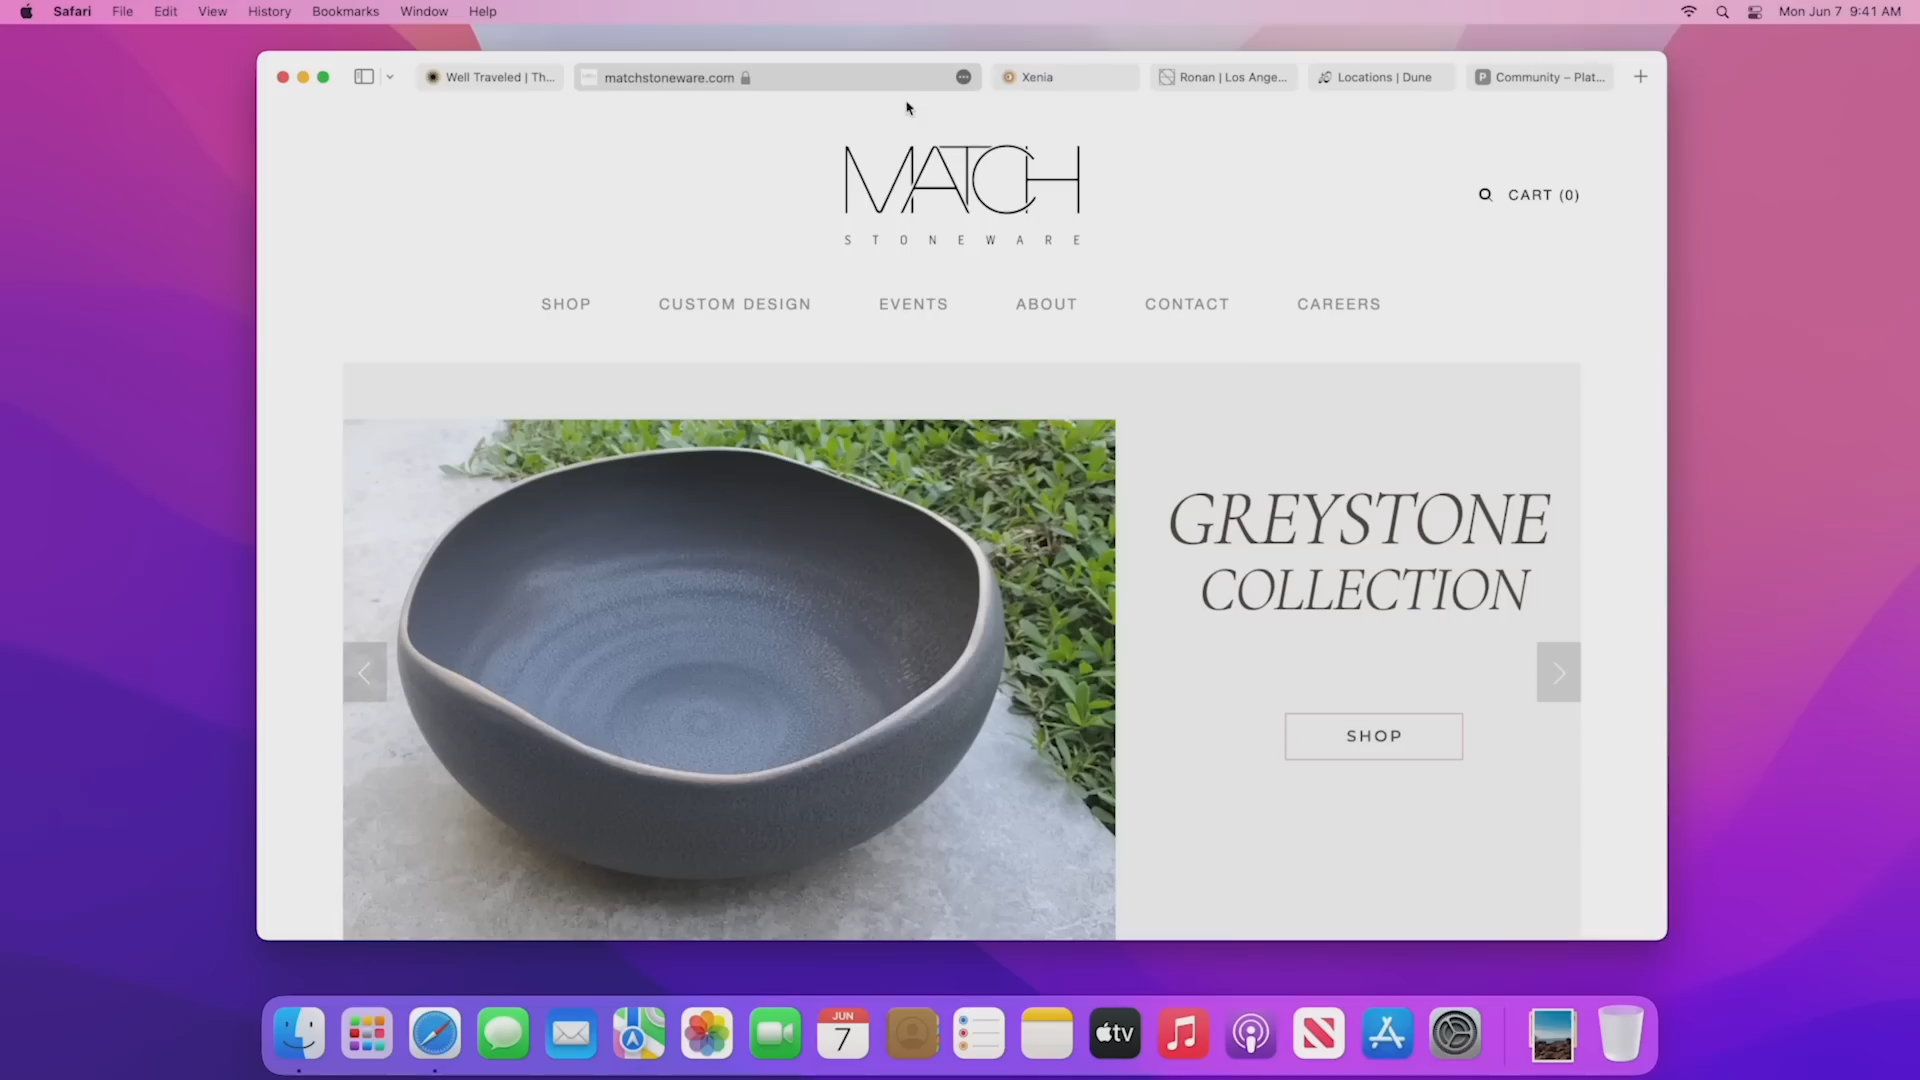 Safari File Edit View History Bookmarks Window Help Mon Jun 7 9:41 AM
Well Traveled | Th... matchstoneware.com Xenia Ronan | Los Ange... Locations | Dune P Community – Plat...
MATCH
STONEWARE
CART (0)
SHOP CUSTOM DESIGN EVENTS ABOUT CONTACT CAREERS
GREYSTONE
COLLECTION
SHOP
JUN
7
tv